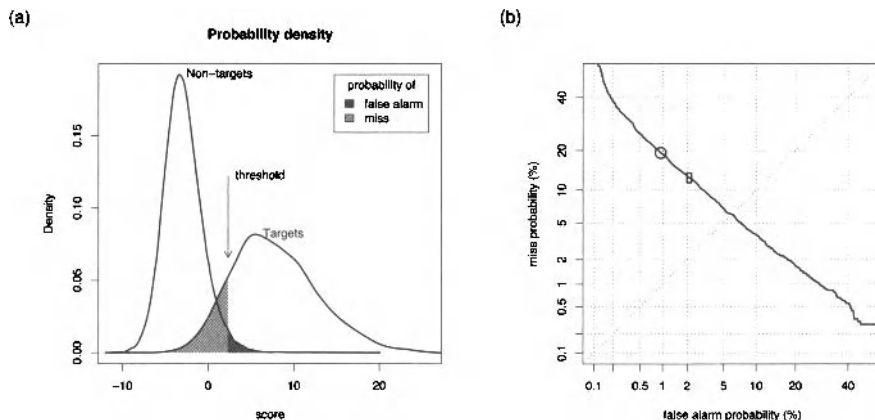 (a)
Probability density
Non-targets
probability of
false alarm
miss
threshold
Targets
Density
0.00
0.05
0.10
0.15
-10
0
10
20
score
(b)
miss probability (%)
40
20
10
5
2
1
0.5
0.1
0.1
0.5
1
2
5
10
20
40
false alarm probability (%)